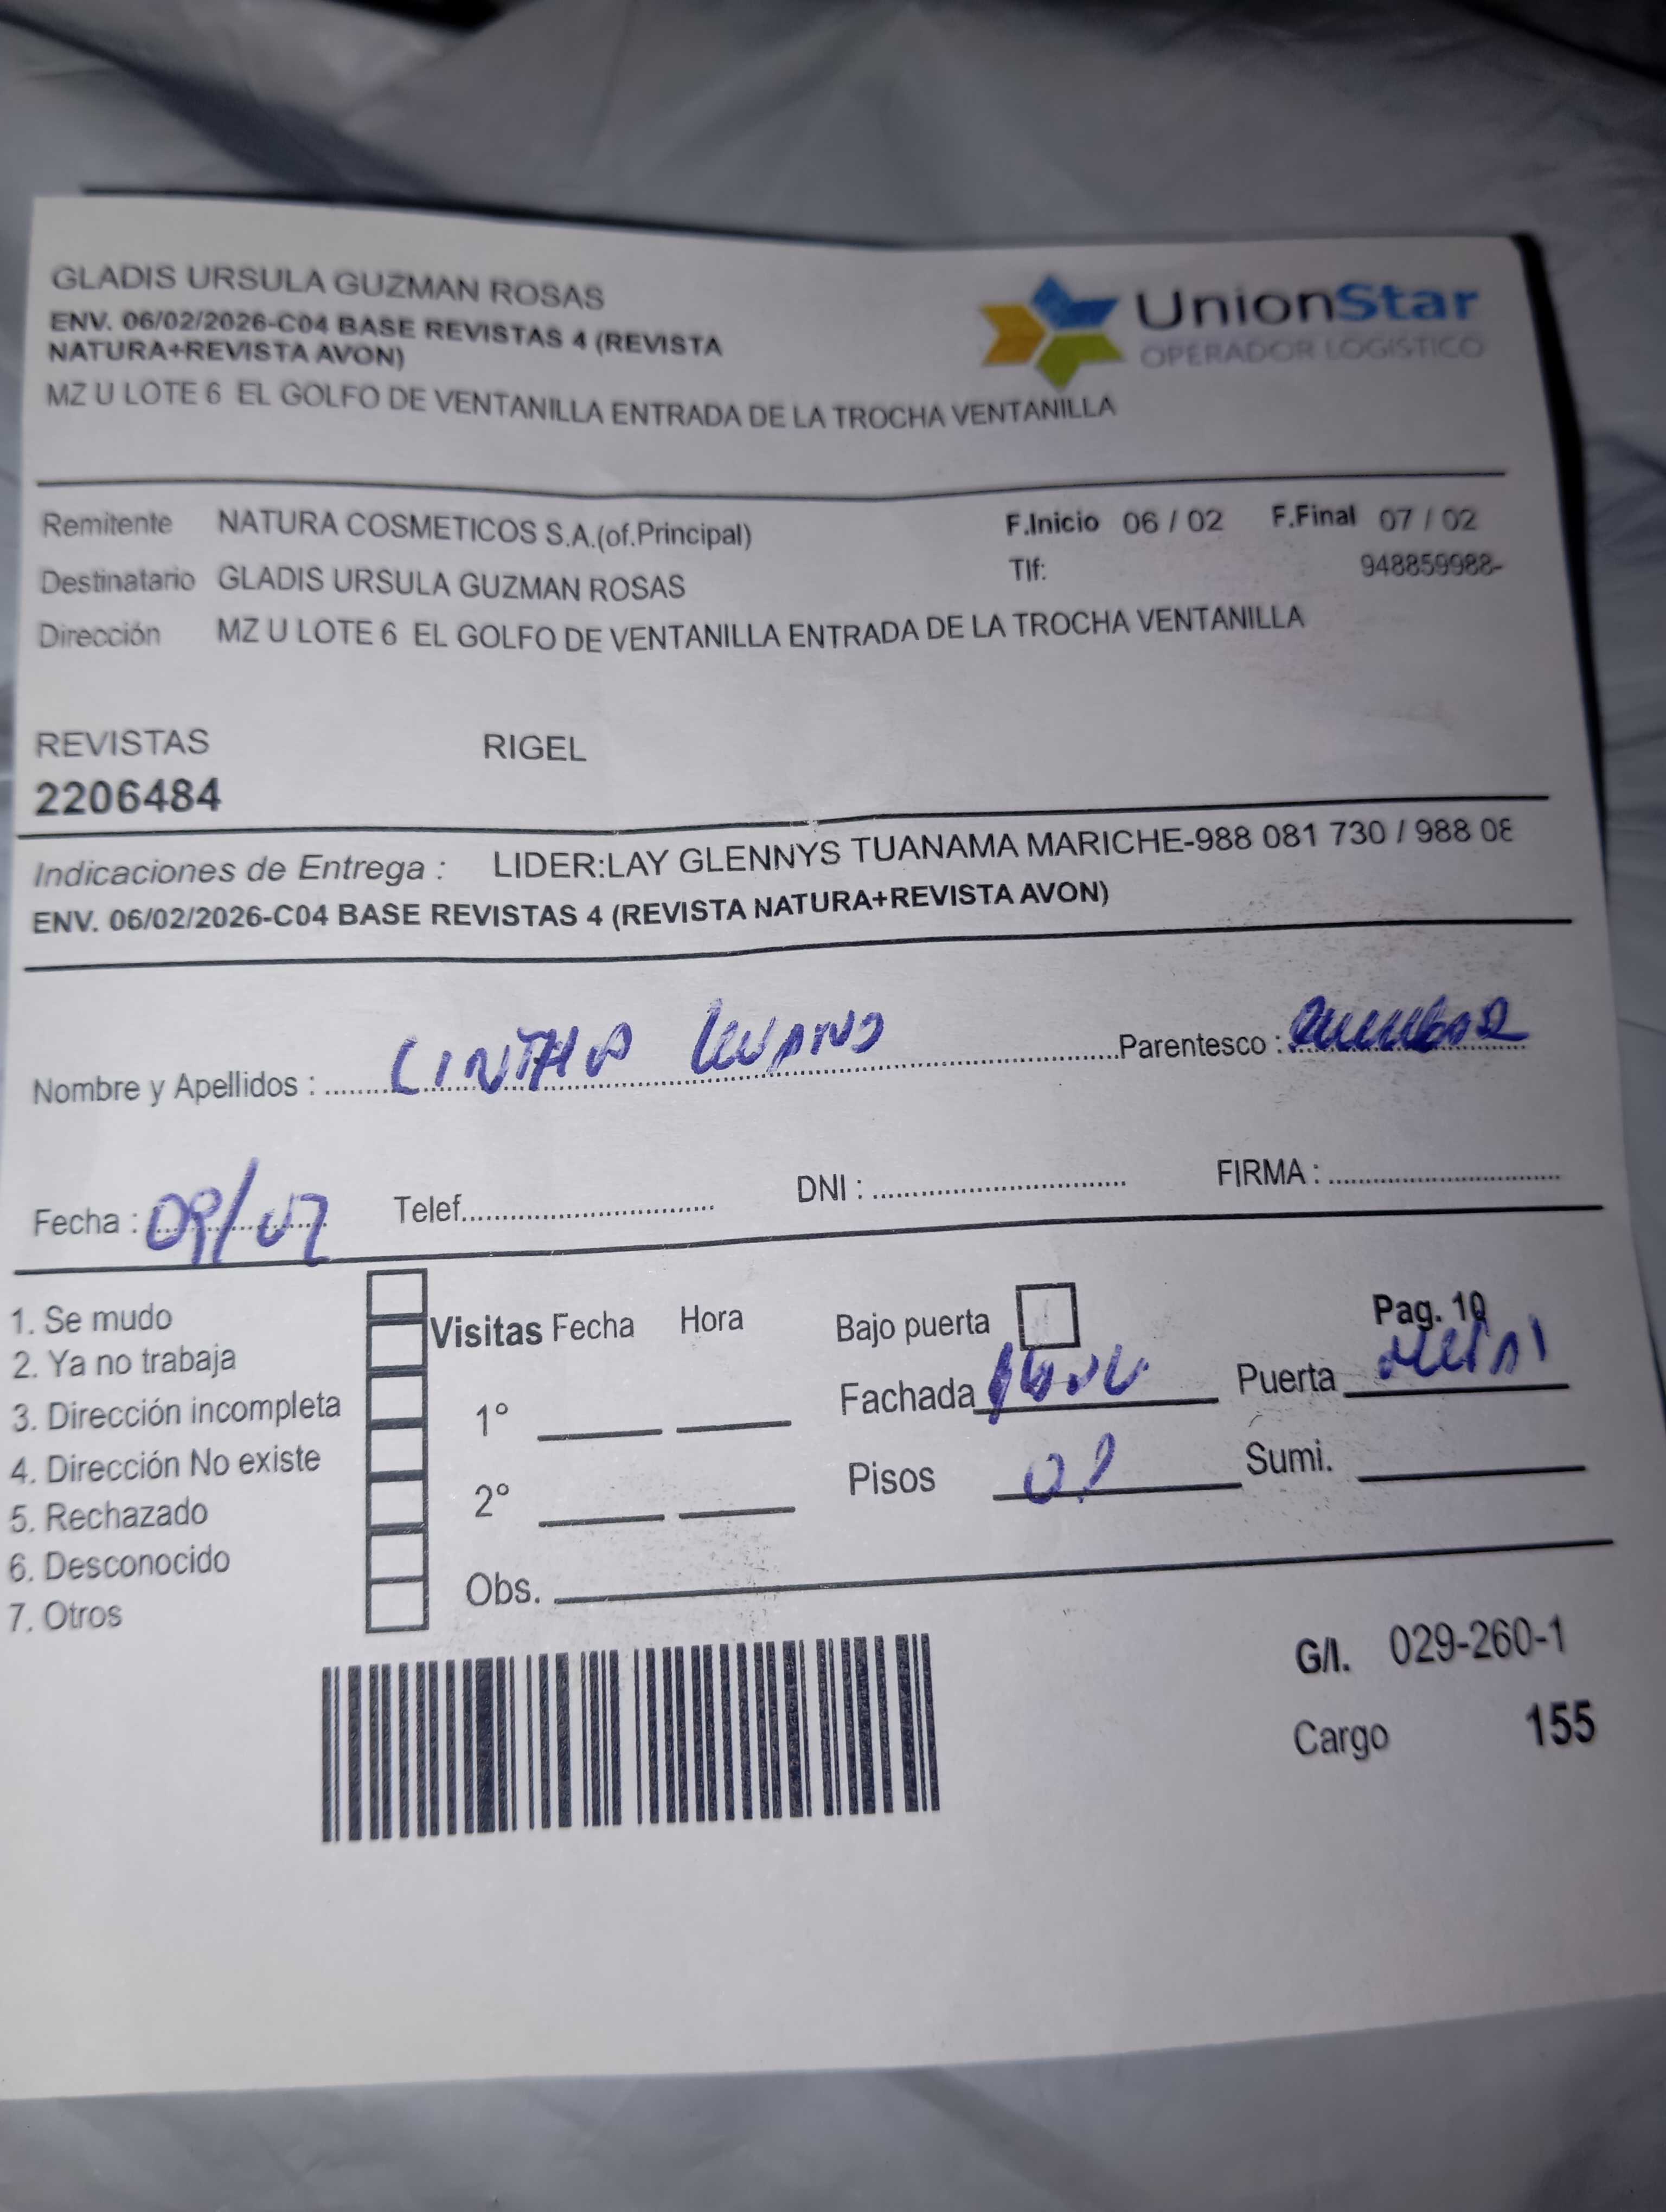 GLADIS URSULA GUZMAN ROSAS
ENV. 06/02/2026-C04 BASE REVISTAS 4 (REVISTA
NATURA+REVISTA AVON)
MZ U LOTE 6 EL GOLFO DE VENTANILLA ENTRADA DE LA TROCHA VENTANILLA
UnionStar
OPERADOR LOGISTICO
Remitente NATURA COSMETICOS S.A.(of.Principal) F.Inicio 06 / 02 F.Final 07 / 02
Destinatario GLADIS URSULA GUZMAN ROSAS Tlf: 948859988-
Dirección MZ U LOTE 6 EL GOLFO DE VENTANILLA ENTRADA DE LA TROCHA VENTANILLA
REVISTAS RIGEL
2206484
Indicaciones de Entrega : LIDER:LAY GLENNYS TUANAMA MARICHE-988 081 730 / 988 08
ENV. 06/02/2026-C04 BASE REVISTAS 4 (REVISTA NATURA+REVISTA AVON)
Nombre y Apellidos : Parentesco :
Fecha : Telef. DNI : FIRMA :
1. Se mudo
2. Ya no trabaja
3. Dirección incompleta
4. Dirección No existe
5. Rechazado
6. Desconocido
7. Otros
Visitas Fecha Hora
1°
2°
Obs.
Bajo puerta Pag. 10
Fachada Puerta
Pisos Sumi.
G/I. 029-260-1
Cargo 155